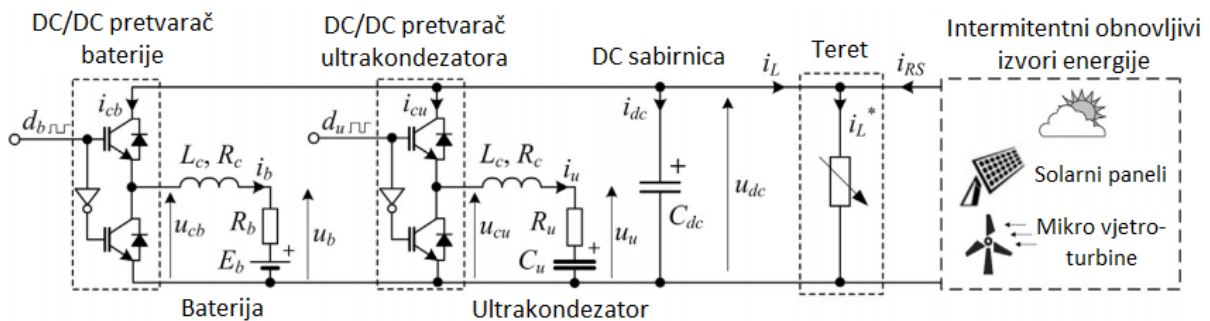 DC/DC pretvarač
baterije
DC/DC pretvarač
ultrakondezatora
DC sabirnica
Teret
Intermitentni obnovljivi
izvori energije
i_L
i_RS
i_cb
i_cu
i_dc
i_L*
d_b
d_u
L_c, R_c
i_b
L_c, R_c
i_u
+
u_dc
Solarni paneli
C_dc
u_cb
R_b
u_b
u_cu
R_u
u_u
Mikro vjetro-
turbine
+
+
E_b
C_u
Baterija
Ultrakondezator